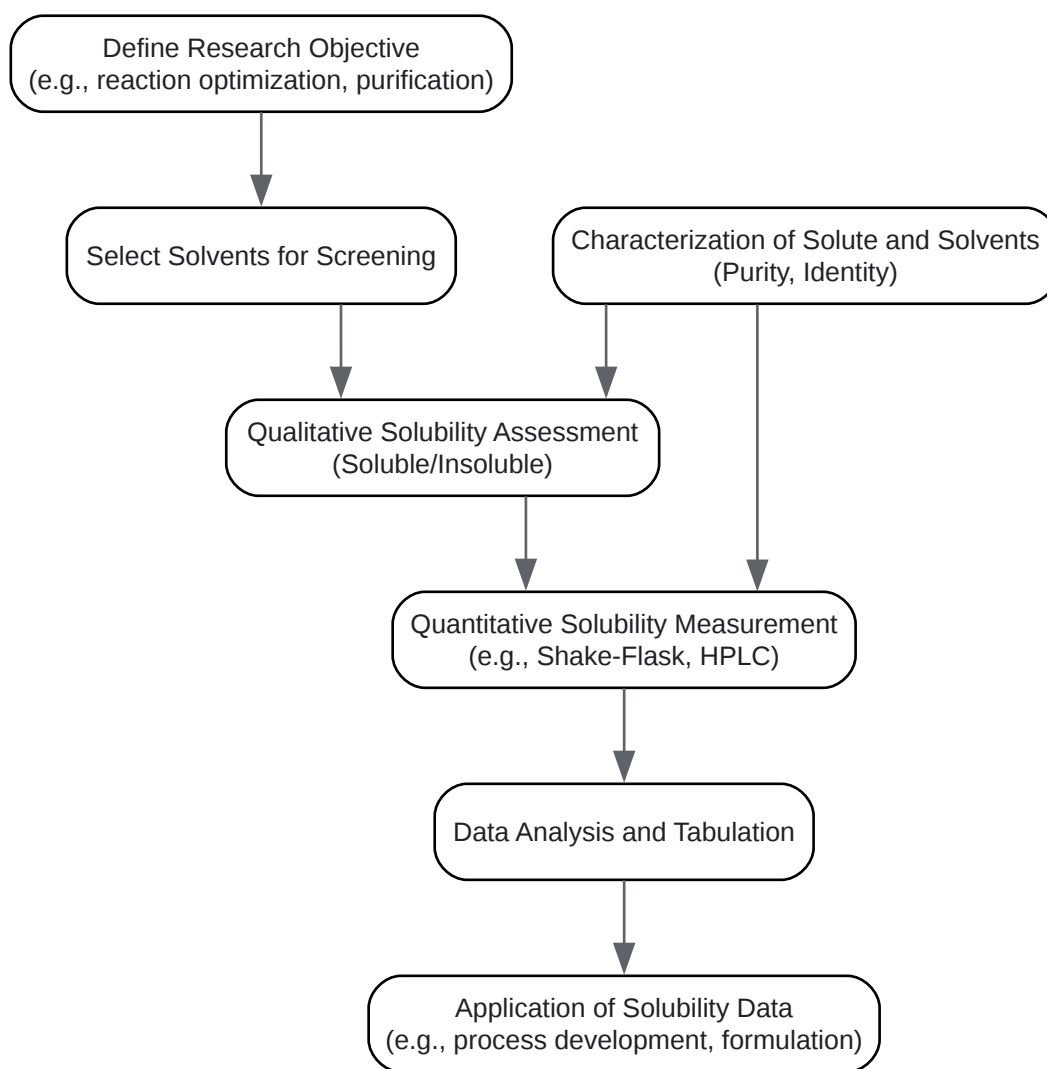 Define Research Objective
(e.g., reaction optimization, purification)
Select Solvents for Screening
Characterization of Solute and Solvents
(Purity, Identity)
Qualitative Solubility Assessment
(Soluble/Insoluble)
Quantitative Solubility Measurement
(e.g., Shake-Flask, HPLC)
Data Analysis and Tabulation
Application of Solubility Data
(e.g., process development, formulation)